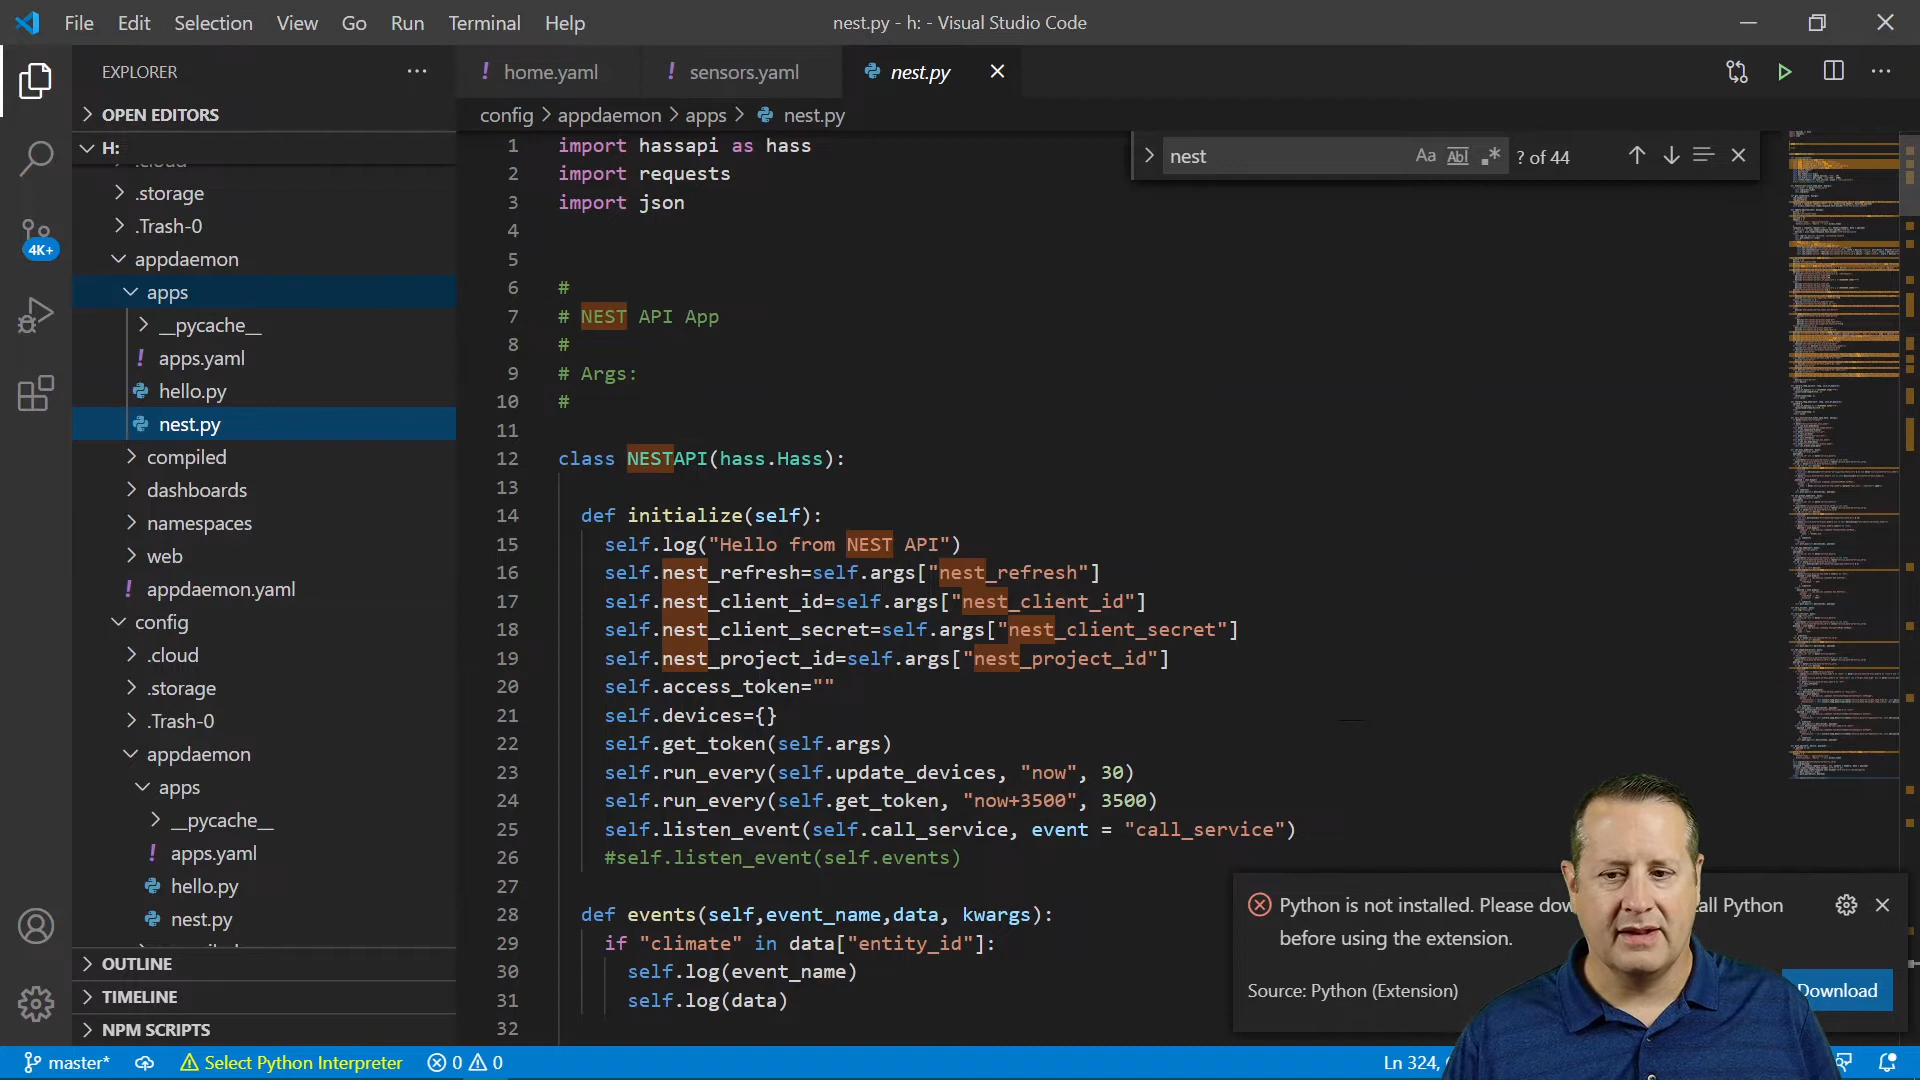 File Edit Selection View Go Run Terminal Help
nest.py - h: - Visual Studio Code
EXPLORER
OPEN EDITORS
H:
.cloud
.storage
.Trash-0
appdaemon
apps
__pycache__
! apps.yaml
hello.py
nest.py
compiled
dashboards
namespaces
web
! appdaemon.yaml
config
.cloud
.storage
.Trash-0
appdaemon
apps
__pycache__
! apps.yaml
hello.py
nest.py
OUTLINE
TIMELINE
NPM SCRIPTS
4K+
! home.yaml ! sensors.yaml nest.py
config > appdaemon > apps > nest.py
nest Aa Abl .* ? of 44
1 import hassapi as hass
2 import requests
3 import json
4
5
6 #
7 # NEST API App
8 #
9 # Args:
10 #
11
12 class NESTAPI(hass.Hass):
13
14 def initialize(self):
15 self.log("Hello from NEST API")
16 self.nest_refresh=self.args["nest_refresh"]
17 self.nest_client_id=self.args["nest_client_id"]
18 self.nest_client_secret=self.args["nest_client_secret"]
19 self.nest_project_id=self.args["nest_project_id"]
20 self.access_token=""
21 self.devices={}
22 self.get_token(self.args)
23 self.run_every(self.update_devices, "now", 30)
24 self.run_every(self.get_token, "now+3500", 3500)
25 self.listen_event(self.call_service, event = "call_service")
26 #self.listen_event(self.events)
27
28 def events(self,event_name,data, kwargs):
29 if "climate" in data["entity_id"]:
30 self.log(event_name)
31 self.log(data)
32
Python is not installed. Please Python
before using the extension.
Source: Python (Extension)
Download
master* Select Python Interpreter 0 0 Ln 324,